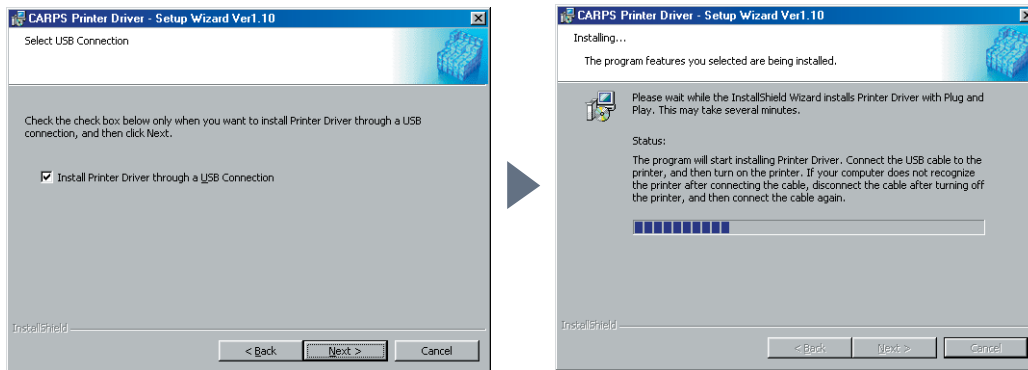 CARPS Printer Driver - Setup Wizard Ver1.10
Select USB Connection
Check the check box below only when you want to install Printer Driver through a USB
connection, and then click Next.
Install Printer Driver through a USB Connection
InstallShield
< Back
Next >
Cancel
CARPS Printer Driver - Setup Wizard Ver1.10
Installing...
The program features you selected are being installed.
Please wait while the InstallShield Wizard installs Printer Driver with Plug and
Play. This may take several minutes.
Status:
The program will start installing Printer Driver. Connect the USB cable to the
printer, and then turn on the printer. If your computer does not recognize
the printer after connecting the cable, disconnect the cable after turning off
the printer, and then connect the cable again.
InstallShield
< Back
Next >
Cancel